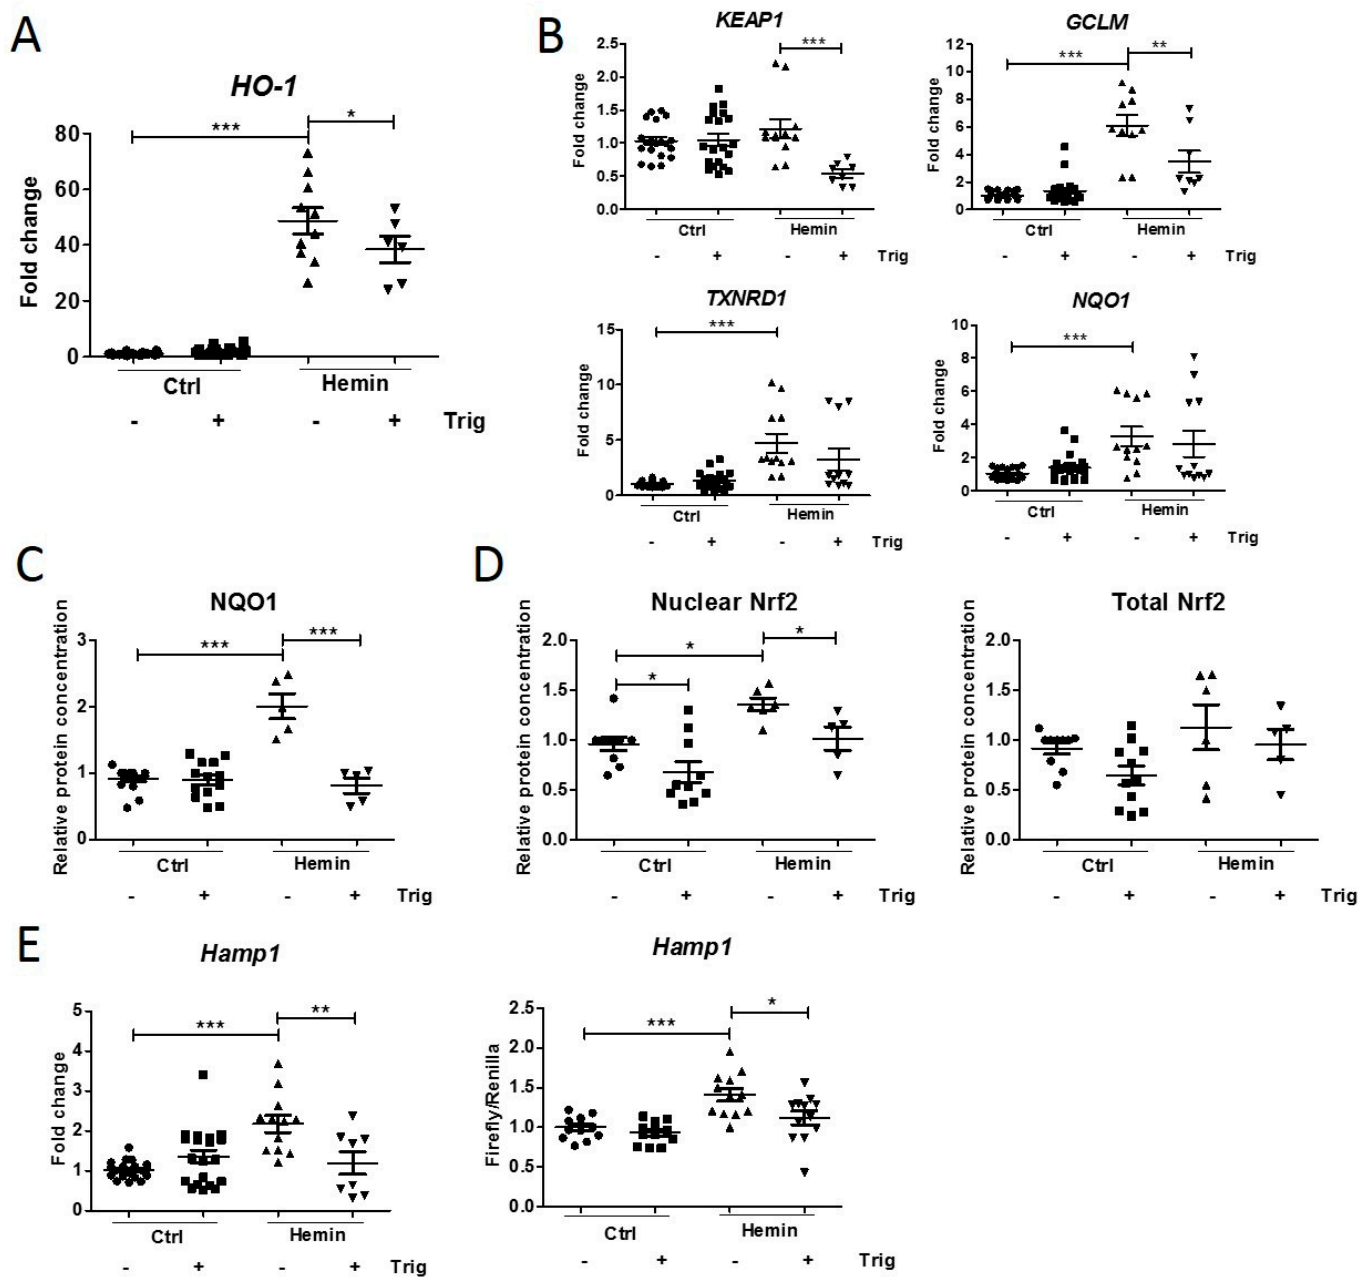 A
HO-1
***
*
Fold change
80
60
40
20
0
Ctrl
Hemin
-
+
-
+
Trig
B
KEAP1
***
Fold change
2.5
2.0
1.5
1.0
0.5
0.0
Ctrl
Hemin
-
+
-
+
Trig
GCLM
***
**
Fold change
12
10
8
6
4
2
0
Ctrl
Hemin
-
+
-
+
Trig
TXNRD1
***
Fold change
15
10
5
0
Ctrl
Hemin
-
+
-
+
Trig
NQO1
***
Fold change
10
8
6
4
2
0
Ctrl
Hemin
-
+
-
+
Trig
C
NQO1
***
***
Relative protein concentration
3
2
1
0
Ctrl
Hemin
-
+
-
+
Trig
D
Nuclear Nrf2
*
*
*
Relative protein concentration
2.0
1.5
1.0
0.5
0.0
Ctrl
Hemin
-
+
-
+
Trig
Total Nrf2
Relative protein concentration
2.0
1.5
1.0
0.5
0.0
Ctrl
Hemin
-
+
-
+
Trig
E
Hamp1
***
**
Fold change
5
4
3
2
1
0
Ctrl
Hemin
-
+
-
+
Trig
Hamp1
***
*
Firefly/Renilla
2.5
2.0
1.5
1.0
0.5
0.0
Ctrl
Hemin
-
+
-
+
Trig